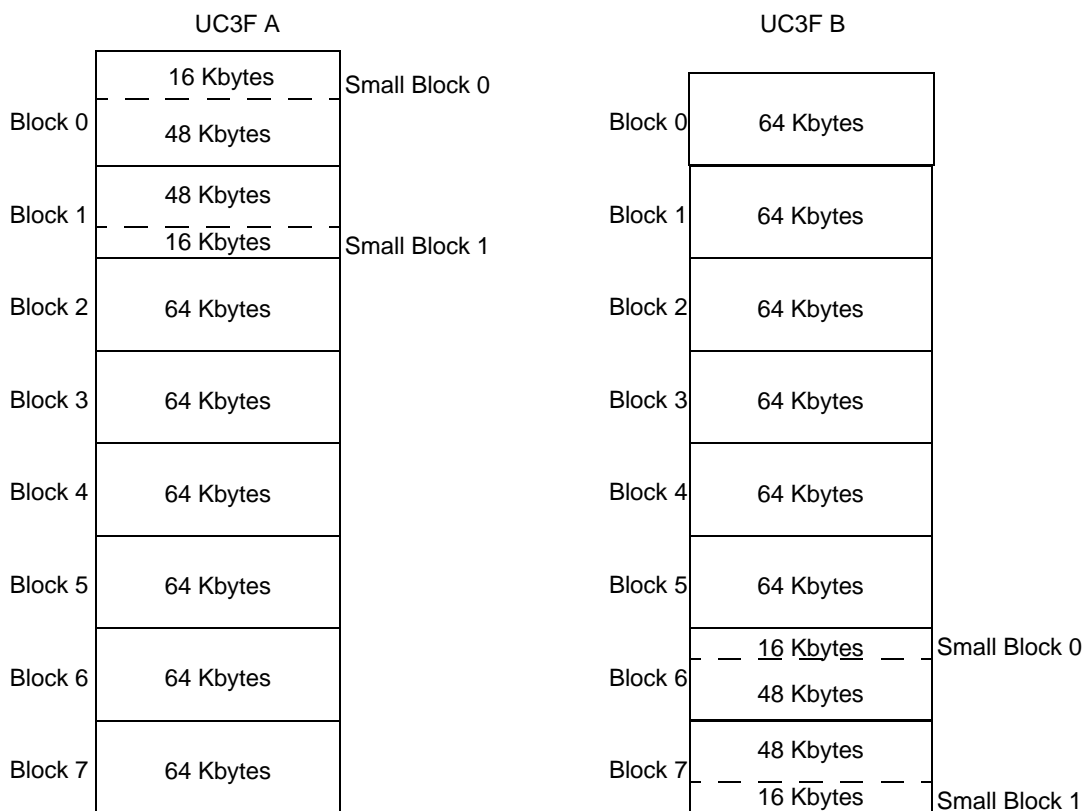 UC3F A
16 Kbytes
Small Block 0
Block 0
48 Kbytes
48 Kbytes
Block 1
16 Kbytes
Small Block 1
Block 2
64 Kbytes
Block 3
64 Kbytes
Block 4
64 Kbytes
Block 5
64 Kbytes
Block 6
64 Kbytes
Block 7
64 Kbytes
UC3F B
Block 0
64 Kbytes
Block 1
64 Kbytes
Block 2
64 Kbytes
Block 3
64 Kbytes
Block 4
64 Kbytes
Block 5
64 Kbytes
16 Kbytes
Small Block 0
Block 6
48 Kbytes
48 Kbytes
Block 7
16 Kbytes
Small Block 1